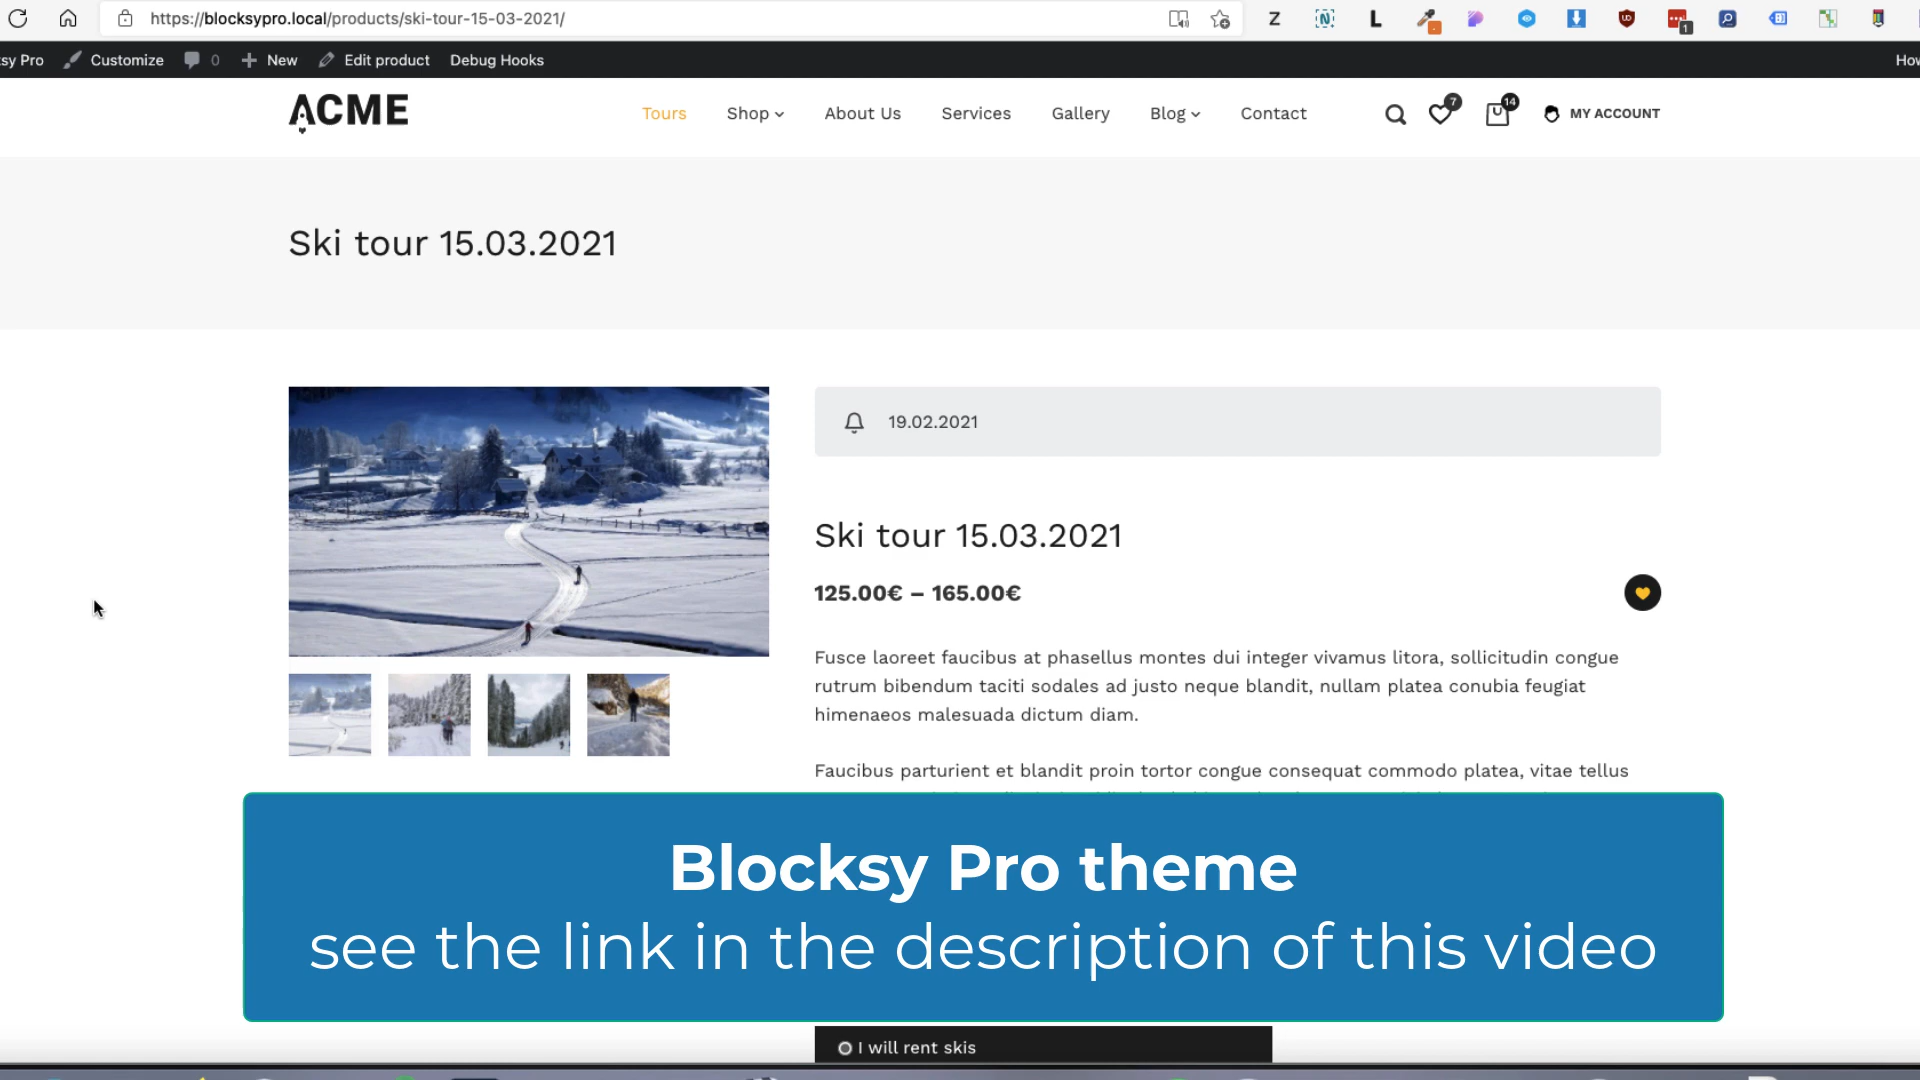 https://blocksypro.local/products/ski-tour-15-03-2021/
sy Pro Customize 0 New Edit product Debug Hooks
ACME
Tours Shop About Us Services Gallery Blog Contact 7 14 MY ACCOUNT
Ski tour 15.03.2021
19.02.2021
Ski tour 15.03.2021
125.00€ – 165.00€
Fusce laoreet faucibus at phasellus montes dui integer vivamus litora, sollicitudin congue
rutrum bibendum taciti sodales ad justo neque blandit, nullam platea conubia feugiat
himenaeos malesuada dictum diam.
Faucibus parturient et blandit proin tortor congue consequat commodo platea, vitae tellus
Blocksy Pro theme
see the link in the description of this video
I will rent skis